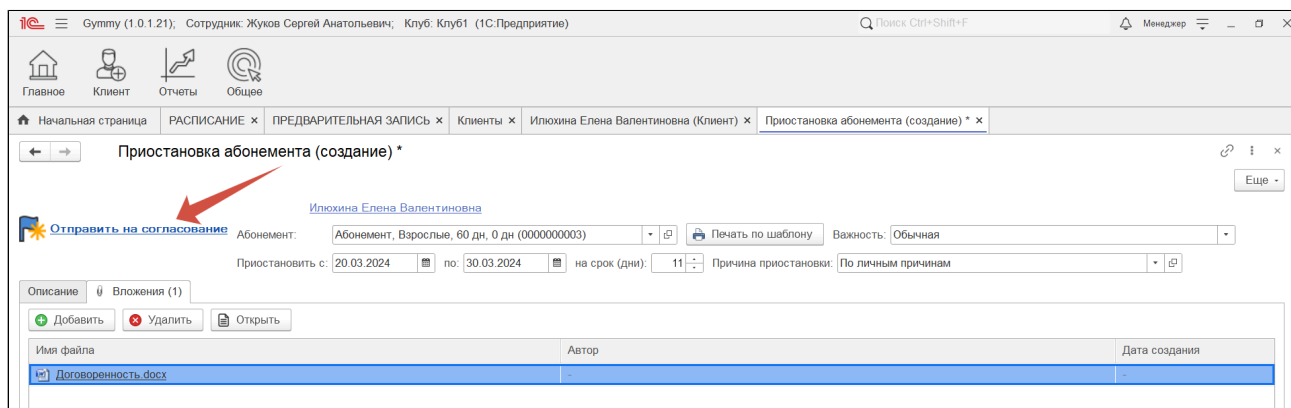 Gymmy (1.0.1.21); Сотрудник: Жуков Сергей Анатольевич; Клуб: Клуб1 (1С:Предприятие) Поиск Ctrl+Shift+F Менеджер
Главное Клиент Отчеты Общее
Начальная страница РАСПИСАНИЕ × ПРЕДВАРИТЕЛЬНАЯ ЗАПИСЬ × Клиенты × Илюхина Елена Валентиновна (Клиент) × Приостановка абонемента (создание) * ×
Приостановка абонемента (создание) *
Еще
Илюхина Елена Валентиновна
Отправить на согласование Абонемент: Абонемент, Взрослые, 60 дн, 0 дн (0000000003) Печать по шаблону Важность: Обычная
Приостановить с: 20.03.2024 по: 30.03.2024 на срок (дни): 11 Причина приостановки: По личным причинам
Описание Вложения (1)
Добавить Удалить Открыть
Имя файла Автор Дата создания
Договоренность.docx - -